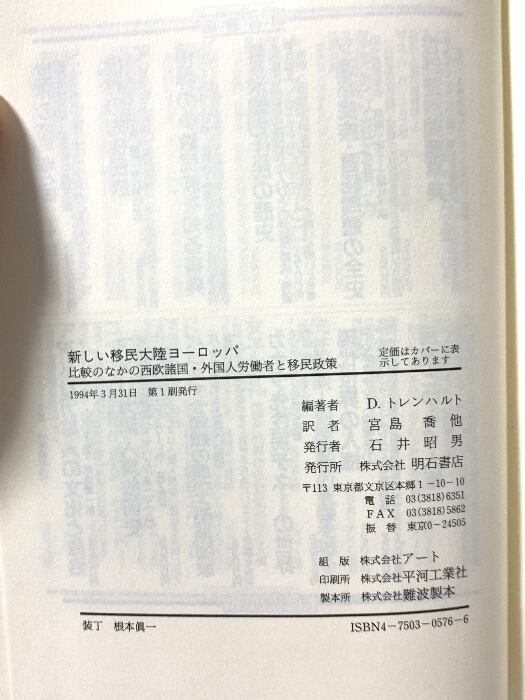 新しい移民大陸ヨーロッパ
比較のなかの西欧諸国・外国人労働者と移民政策
定価はカバーに表
示してあります
1994年3月31日 第1刷発行
編著者 D. トレンハルト
訳者 宮島喬他
発行者 石井昭男
発行所 株式会社 明石書店
〒113 東京都文京区本郷1-10-10
電話 03(3818)6351
FAX 03(3818)5862
振替 東京0-24505
組版 株式会社アート
印刷所 株式会社平河工業社
製本所 株式会社難波製本
装丁 根本眞一
ISBN4-7503-0576-6